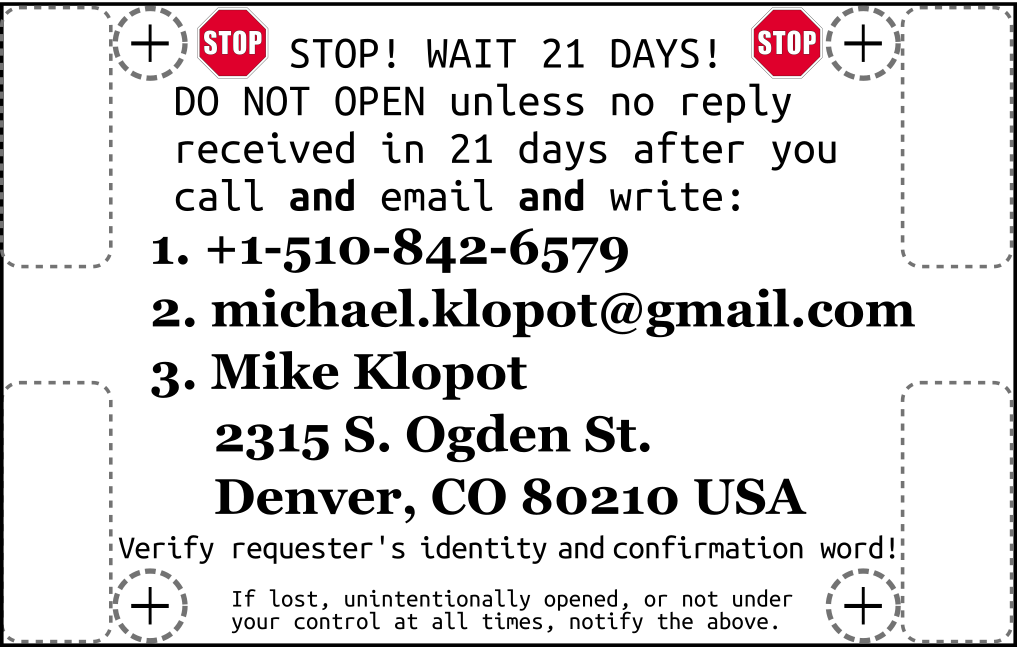 STOP STOP! WAIT 21 DAYS! STOP
DO NOT OPEN unless no reply
received in 21 days after you
call and email and write:
1. +1-510-842-6579
2. michael.klopot@gmail.com
3. Mike Klopot
2315 S. Ogden St.
Denver, CO 80210 USA
Verify requester's identity and confirmation word!
If lost, unintentionally opened, or not under
your control at all times, notify the above.